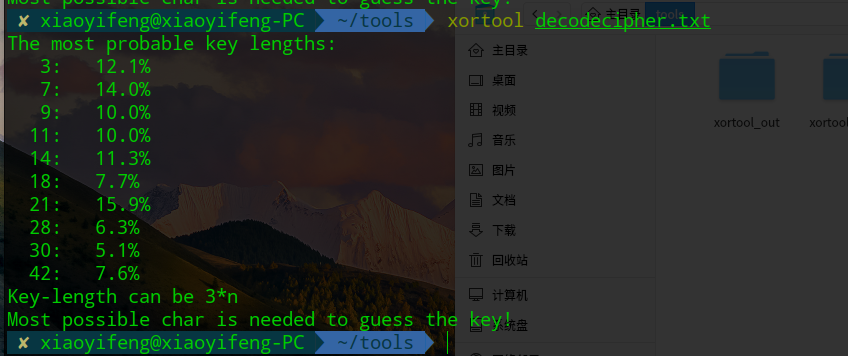 Most possible char is needed to guess the key!
✘ xiaoyifeng@xiaoyifeng-PC ~/tools xortool decodecipher.txt
The most probable key lengths:
3: 12.1%
7: 14.0%
9: 10.0%
11: 10.0%
14: 11.3%
18: 7.7%
21: 15.9%
28: 6.3%
30: 5.1%
42: 7.6%
Key-length can be 3*n
Most possible char is needed to guess the key!
✘ xiaoyifeng@xiaoyifeng-PC ~/tools
主目录 tools
主目录
桌面
视频
音乐
图片
文档
下载
回收站
计算机
系统盘
xortool_out